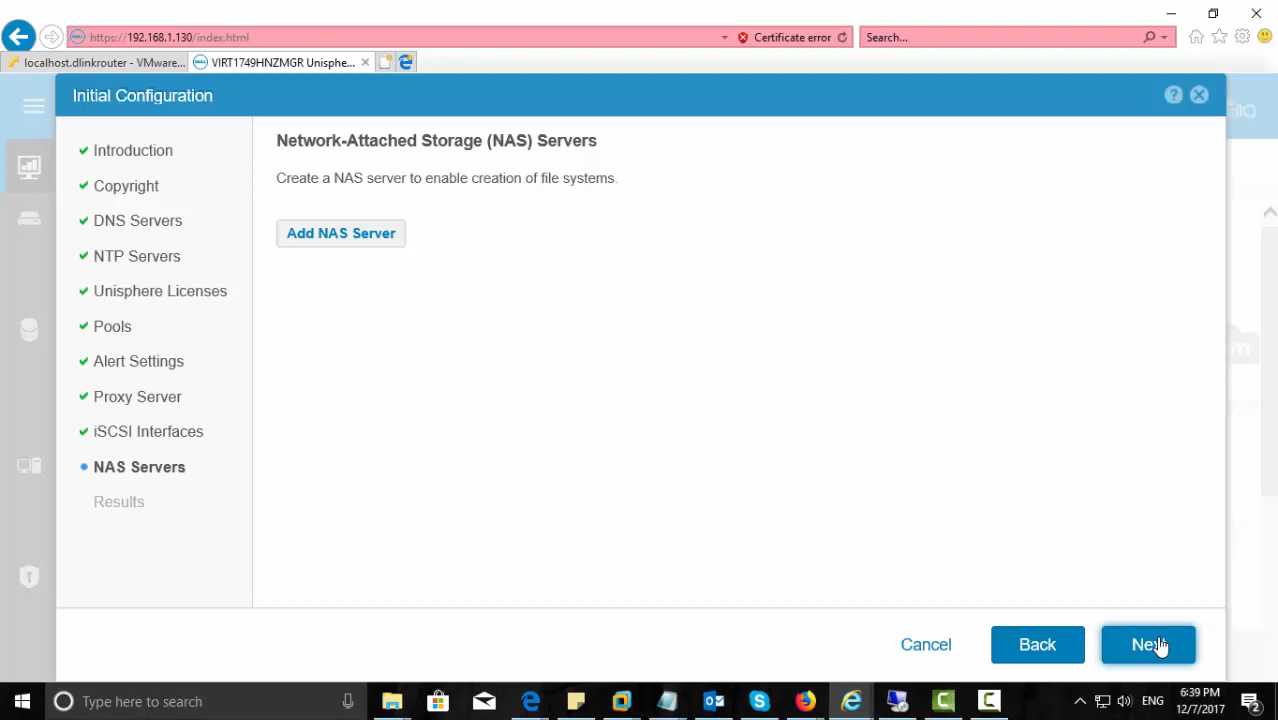 https://192.168.1.130/index.html
Certificate error
Search...
localhost.dlinkrouter - VMware...
VIRT1749HNZMGR Unisphe...
Initial Configuration
Introduction
Copyright
DNS Servers
NTP Servers
Unisphere Licenses
Pools
Alert Settings
Proxy Server
iSCSI Interfaces
NAS Servers
Results
Network-Attached Storage (NAS) Servers
Create a NAS server to enable creation of file systems.
Add NAS Server
Cancel
Back
Next
Type here to search
ENG
6:39 PM
12/7/2017
2